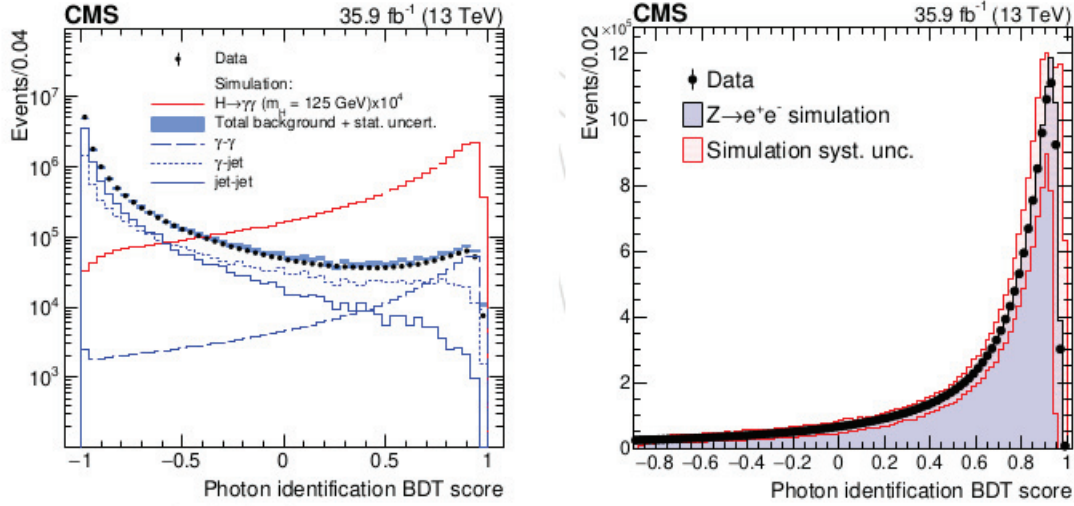 CMS 35.9 fb⁻¹ (13 TeV)
Events/0.04
Data
Simulation:
H→γγ (m_H = 125 GeV)x10⁴
Total background + stat. uncert.
γ-γ
γ-jet
jet-jet
10⁷
10⁶
10⁵
10⁴
10³
−1 −0.5 0 0.5 1
Photon identification BDT score
CMS 35.9 fb⁻¹ (13 TeV)
×10⁵
Events/0.02
Data
Z→e⁺e⁻ simulation
Simulation syst. unc.
12
10
8
6
4
2
0
−0.8 −0.6 −0.4 −0.2 0 0.2 0.4 0.6 0.8 1
Photon identification BDT score